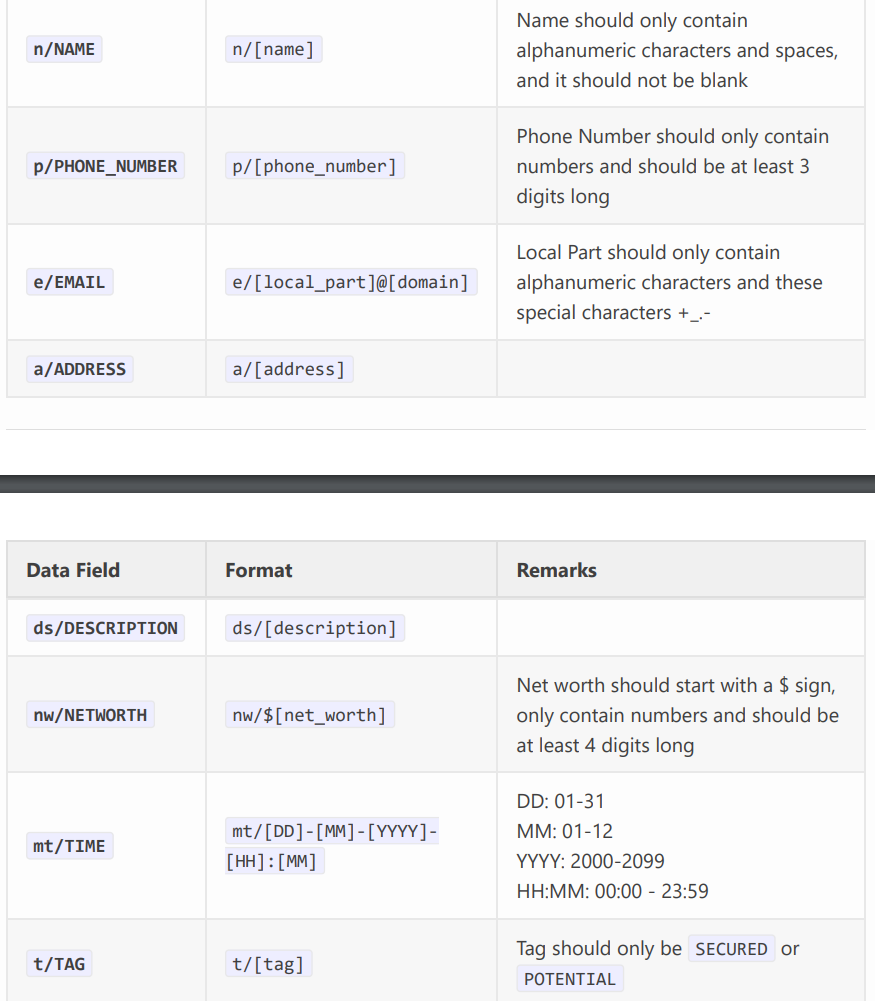 Name should only contain
n/NAME n/[name] alphanumeric characters and spaces,
and it should not be blank
Phone Number should only contain
p/PHONE_NUMBER p/[phone_number] numbers and should be at least 3
digits long
Local Part should only contain
e/EMAIL e/[local_part]@[domain] alphanumeric characters and these
special characters +_.-
a/ADDRESS a/[address]
Data Field Format Remarks
ds/DESCRIPTION ds/[description]
Net worth should start with a $ sign,
nw/NETWORTH nw/$[net_worth] only contain numbers and should be
at least 4 digits long
DD: 01-31
mt/TIME mt/[DD]-[MM]-[YYYY]- MM: 01-12
[HH]:[MM] YYYY: 2000-2099
HH:MM: 00:00 - 23:59
t/TAG t/[tag] Tag should only be SECURED or
POTENTIAL